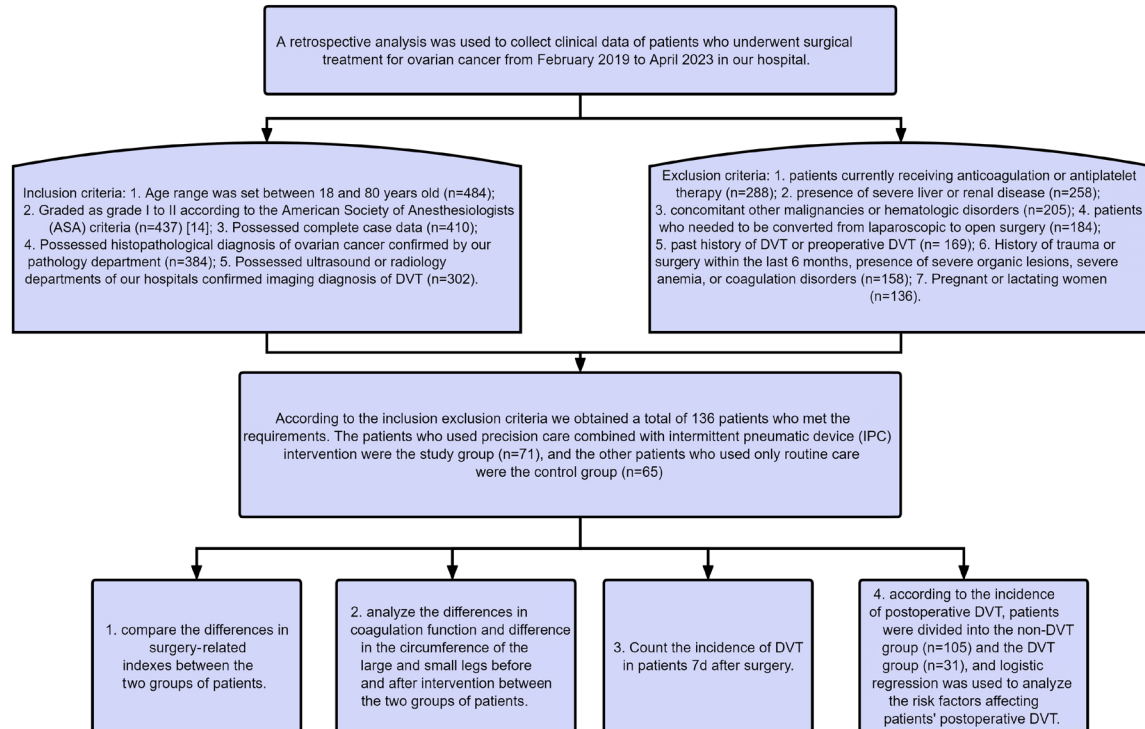 A retrospective analysis was used to collect clinical data of patients who underwent surgical
treatment for ovarian cancer from February 2019 to April 2023 in our hospital.
Inclusion criteria: 1. Age range was set between 18 and 80 years old (n=484);
2. Graded as grade I to II according to the American Society of Anesthesiologists
(ASA) criteria (n=437) [14]; 3. Possessed complete case data (n=410);
4. Possessed histopathological diagnosis of ovarian cancer confirmed by our
pathology department (n=384); 5. Possessed ultrasound or radiology
departments of our hospitals confirmed imaging diagnosis of DVT (n=302).
Exclusion criteria: 1. patients currently receiving anticoagulation or antiplatelet
therapy (n=288); 2. presence of severe liver or renal disease (n=258);
3. concomitant other malignancies or hematologic disorders (n=205); 4. patients
who needed to be converted from laparoscopic to open surgery (n=184);
5. past history of DVT or preoperative DVT (n= 169); 6. History of trauma or
surgery within the last 6 months, presence of severe organic lesions, severe
anemia, or coagulation disorders (n=158); 7. Pregnant or lactating women
(n=136).
According to the inclusion exclusion criteria we obtained a total of 136 patients who met the
requirements. The patients who used precision care combined with intermittent pneumatic device (IPC)
intervention were the study group (n=71), and the other patients who used only routine care
were the control group (n=65)
1. compare the differences in
surgery-related
indexes between the
two groups of patients.
2. analyze the differences in
coagulation function and difference
in the circumference of the
large and small legs before
and after intervention between
the two groups of patients.
3. Count the incidence of DVT
in patients 7d after surgery.
4. according to the incidence
of postoperative DVT, patients
were divided into the non-DVT
group (n=105) and the DVT
group (n=31), and logistic
regression was used to analyze
the risk factors affecting
patients' postoperative DVT.